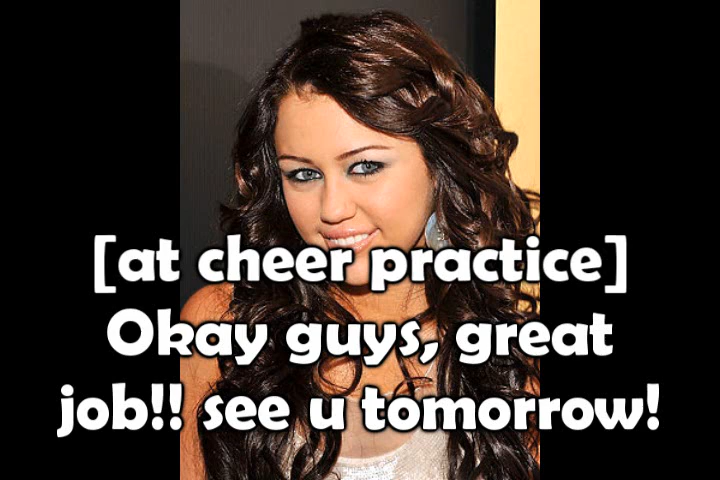 [at cheer practice]
Okay guys, great
job!! see u tomorrow!